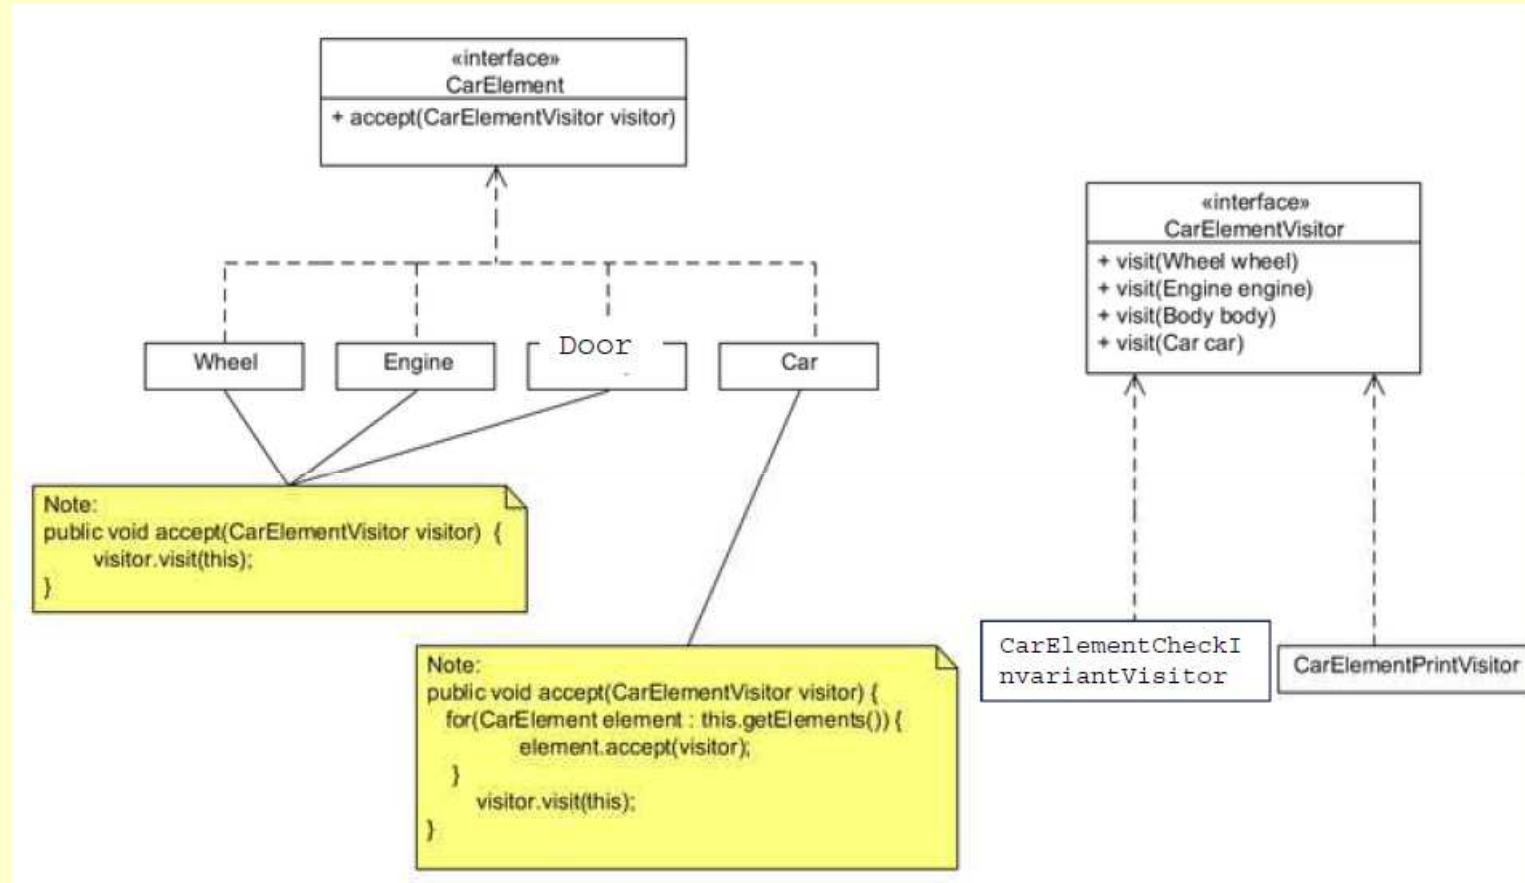 «interface»
CarElement
+ accept(CarElementVisitor visitor)
«interface»
CarElementVisitor
+ visit(Wheel wheel)
+ visit(Engine engine)
+ visit(Body body)
+ visit(Car car)
Wheel
Engine
Door
Car
Note:
public void accept(CarElementVisitor visitor) {
visitor.visit(this);
}
Note:
public void accept(CarElementVisitor visitor) {
for(CarElement element : this.getElements()) {
element.accept(visitor);
}
visitor.visit(this);
}
CarElementCheckI
nvariantVisitor
CarElementPrintVisitor